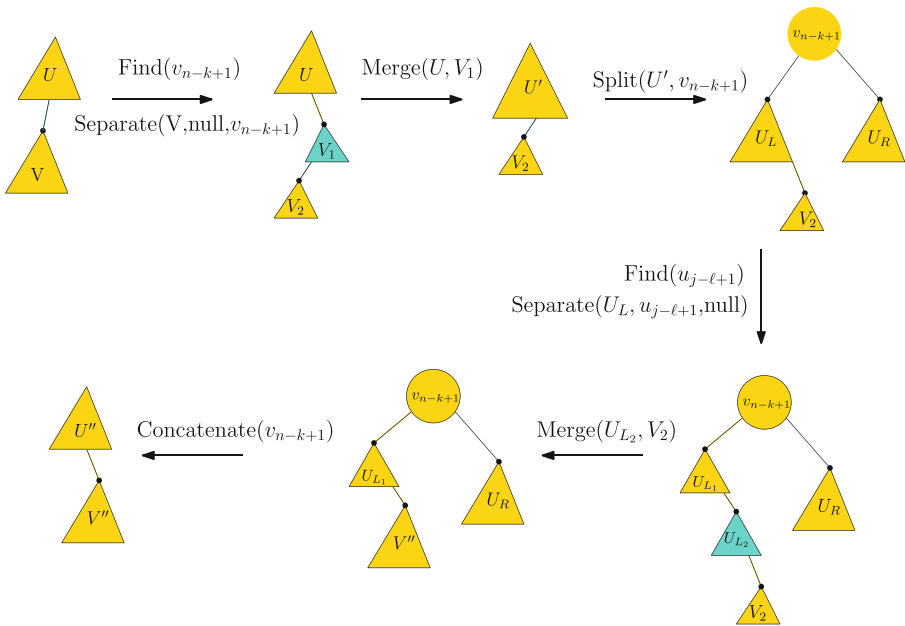 U
V
Find(v_{n−k+1})
Separate(V,null,v_{n−k+1})
U
V_1
V_2
Merge(U, V_1)
U′
V_2
Split(U′, v_{n−k+1})
v_{n−k+1}
U_L
U_R
V_2
Find(u_{j−ℓ+1})
Separate(U_L, u_{j−ℓ+1},null)
v_{n−k+1}
U_{L_1}
U_R
U_{L_2}
V_2
Merge(U_{L_2}, V_2)
v_{n−k+1}
U_{L_1}
U_R
V″
Concatenate(v_{n−k+1})
U″
V″